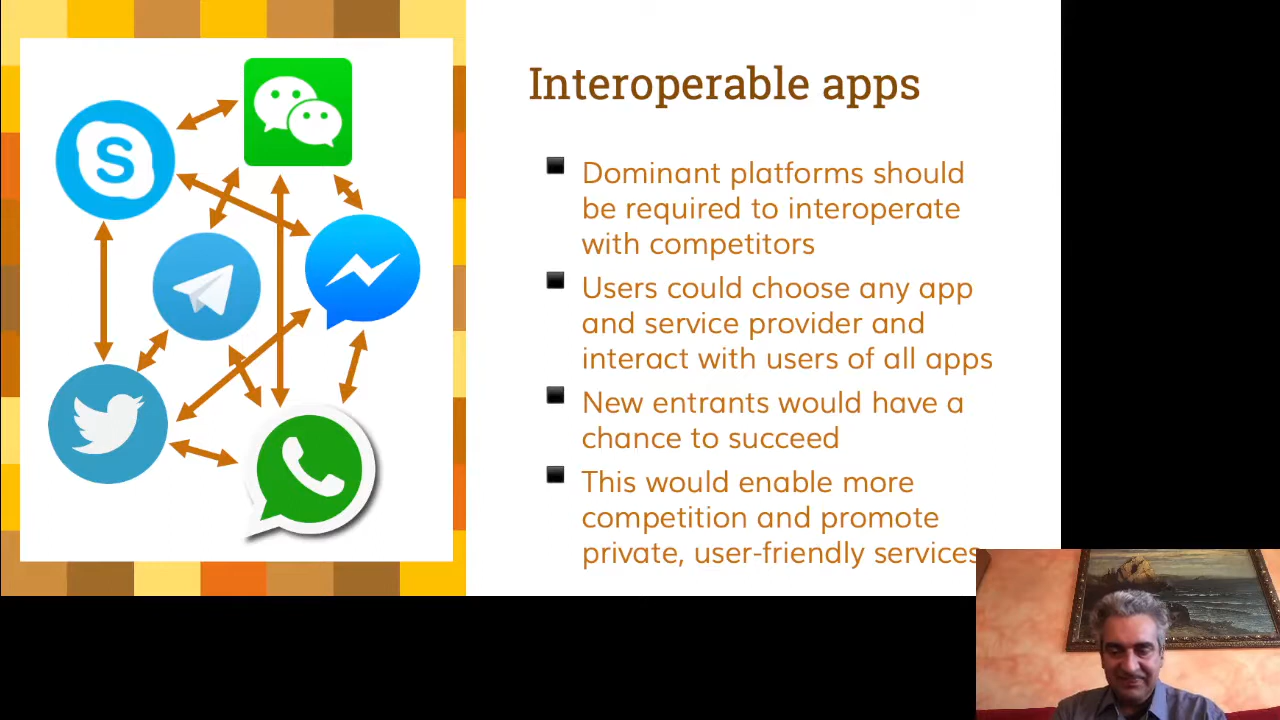 Interoperable apps
Dominant platforms should
be required to interoperate
with competitors
Users could choose any app
and service provider and
interact with users of all apps
New entrants would have a
chance to succeed
This would enable more
competition and promote
private, user-friendly services
S